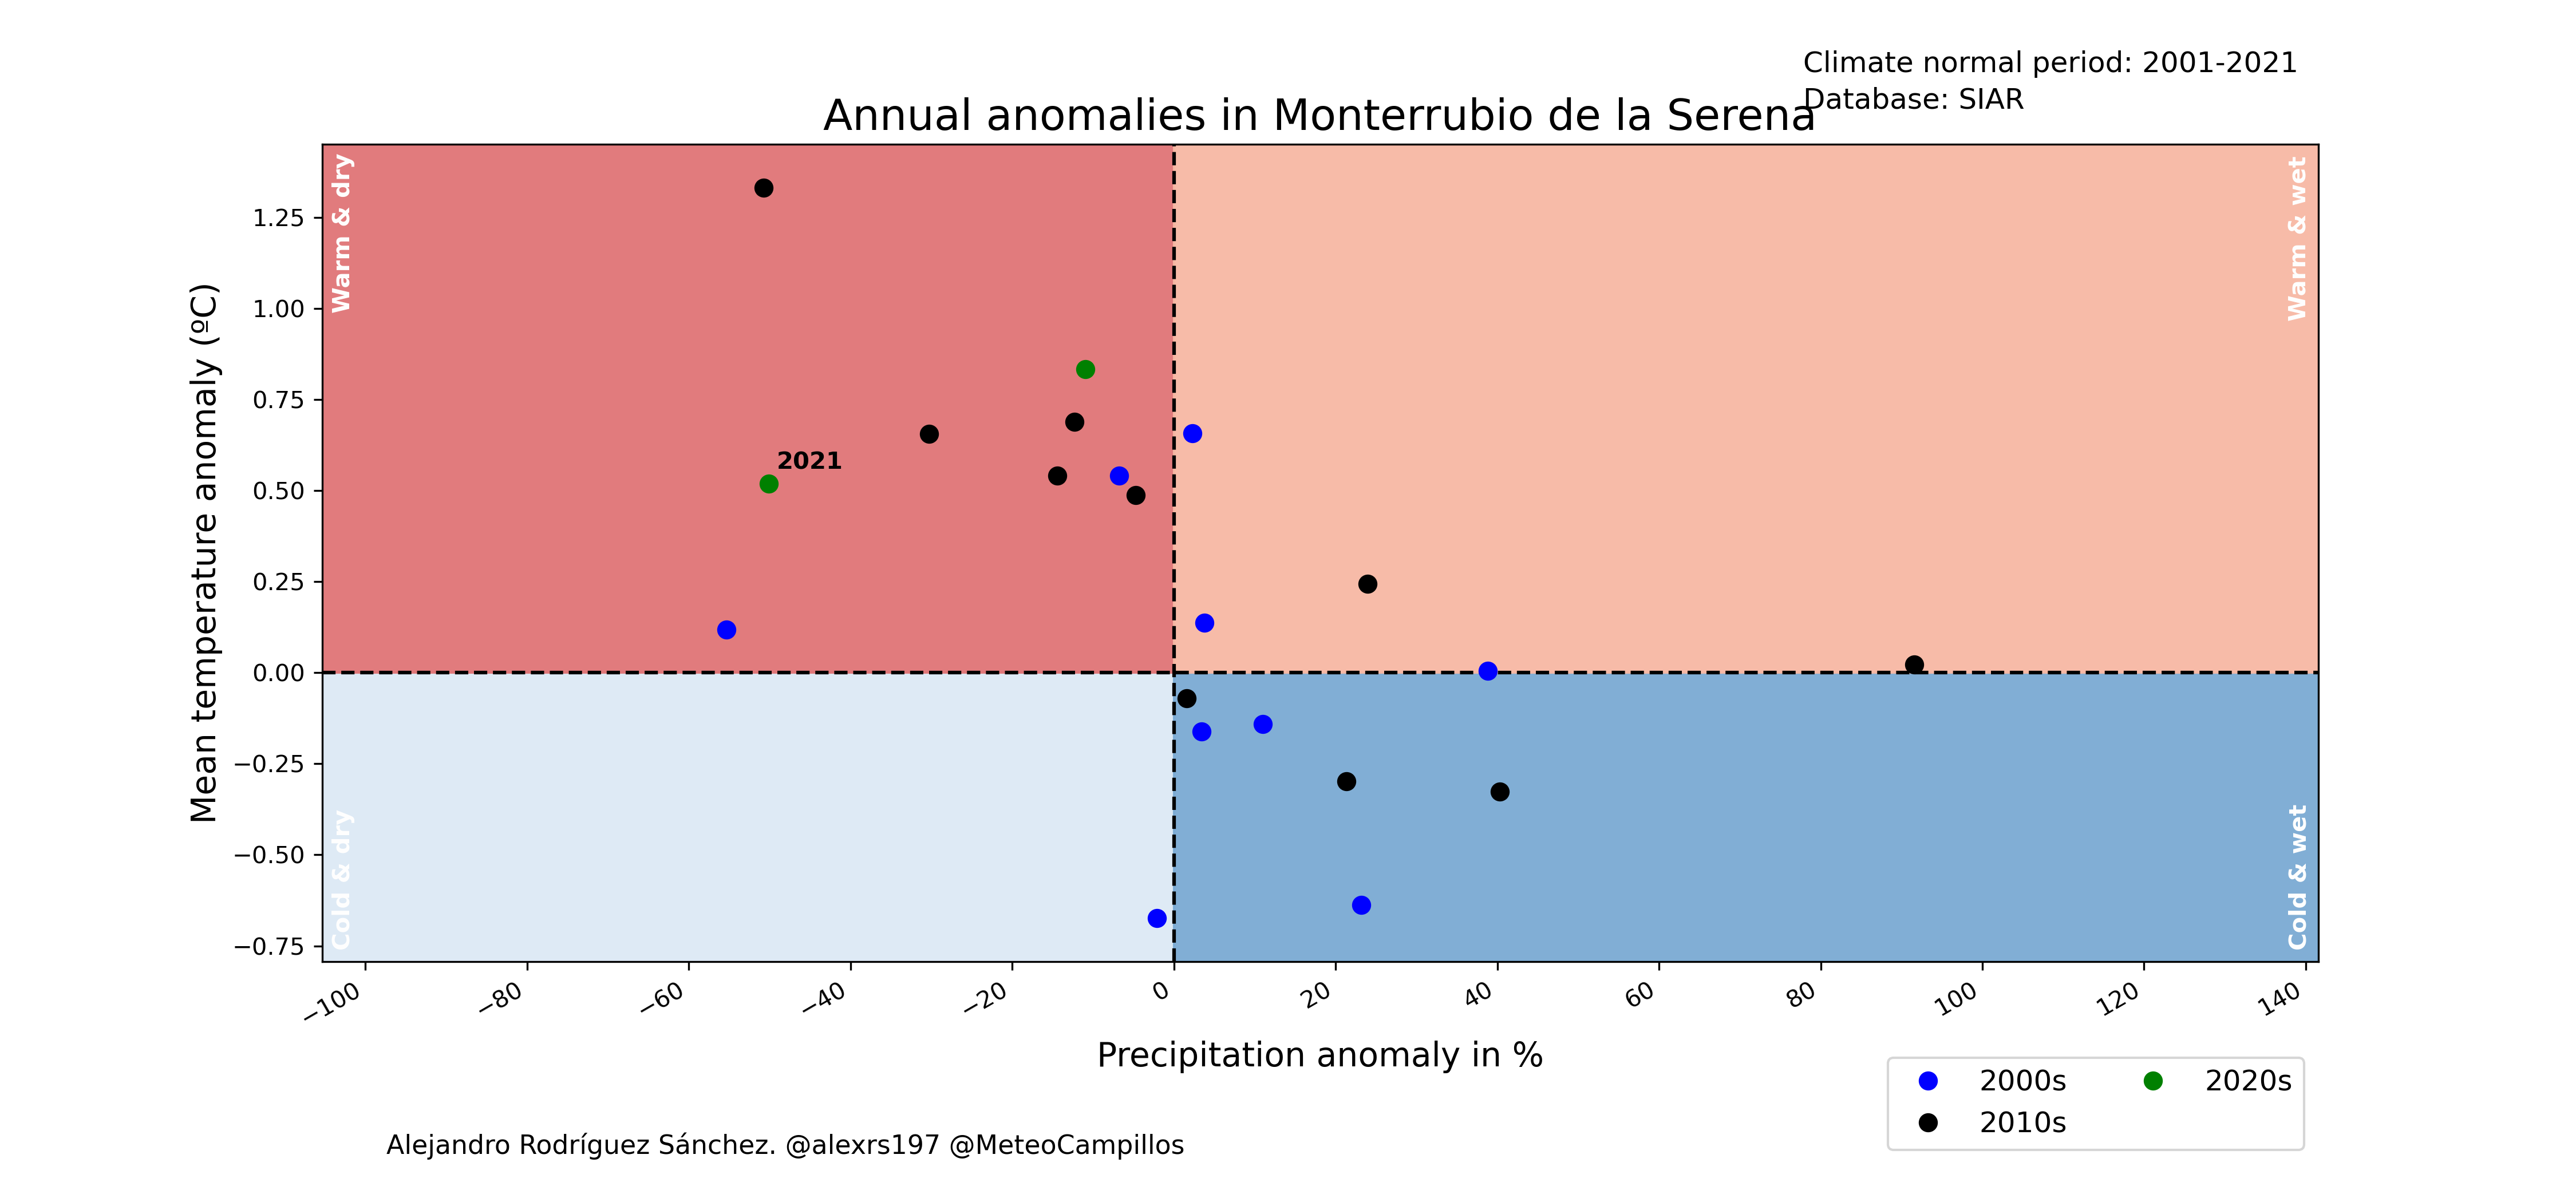 Climate normal period: 2001-2021
Database: SIAR
Annual anomalies in Monterrubio de la Serena
Warm & dry
Warm & wet
Cold & dry
Cold & wet
Mean temperature anomaly (ºC)
1.25
1.00
0.75
0.50
0.25
0.00
−0.25
−0.50
−0.75
2021
−100
−80
−60
−40
−20
0
20
40
60
80
100
120
140
Precipitation anomaly in %
2000s
2010s
2020s
Alejandro Rodríguez Sánchez. @alexrs197 @MeteoCampillos